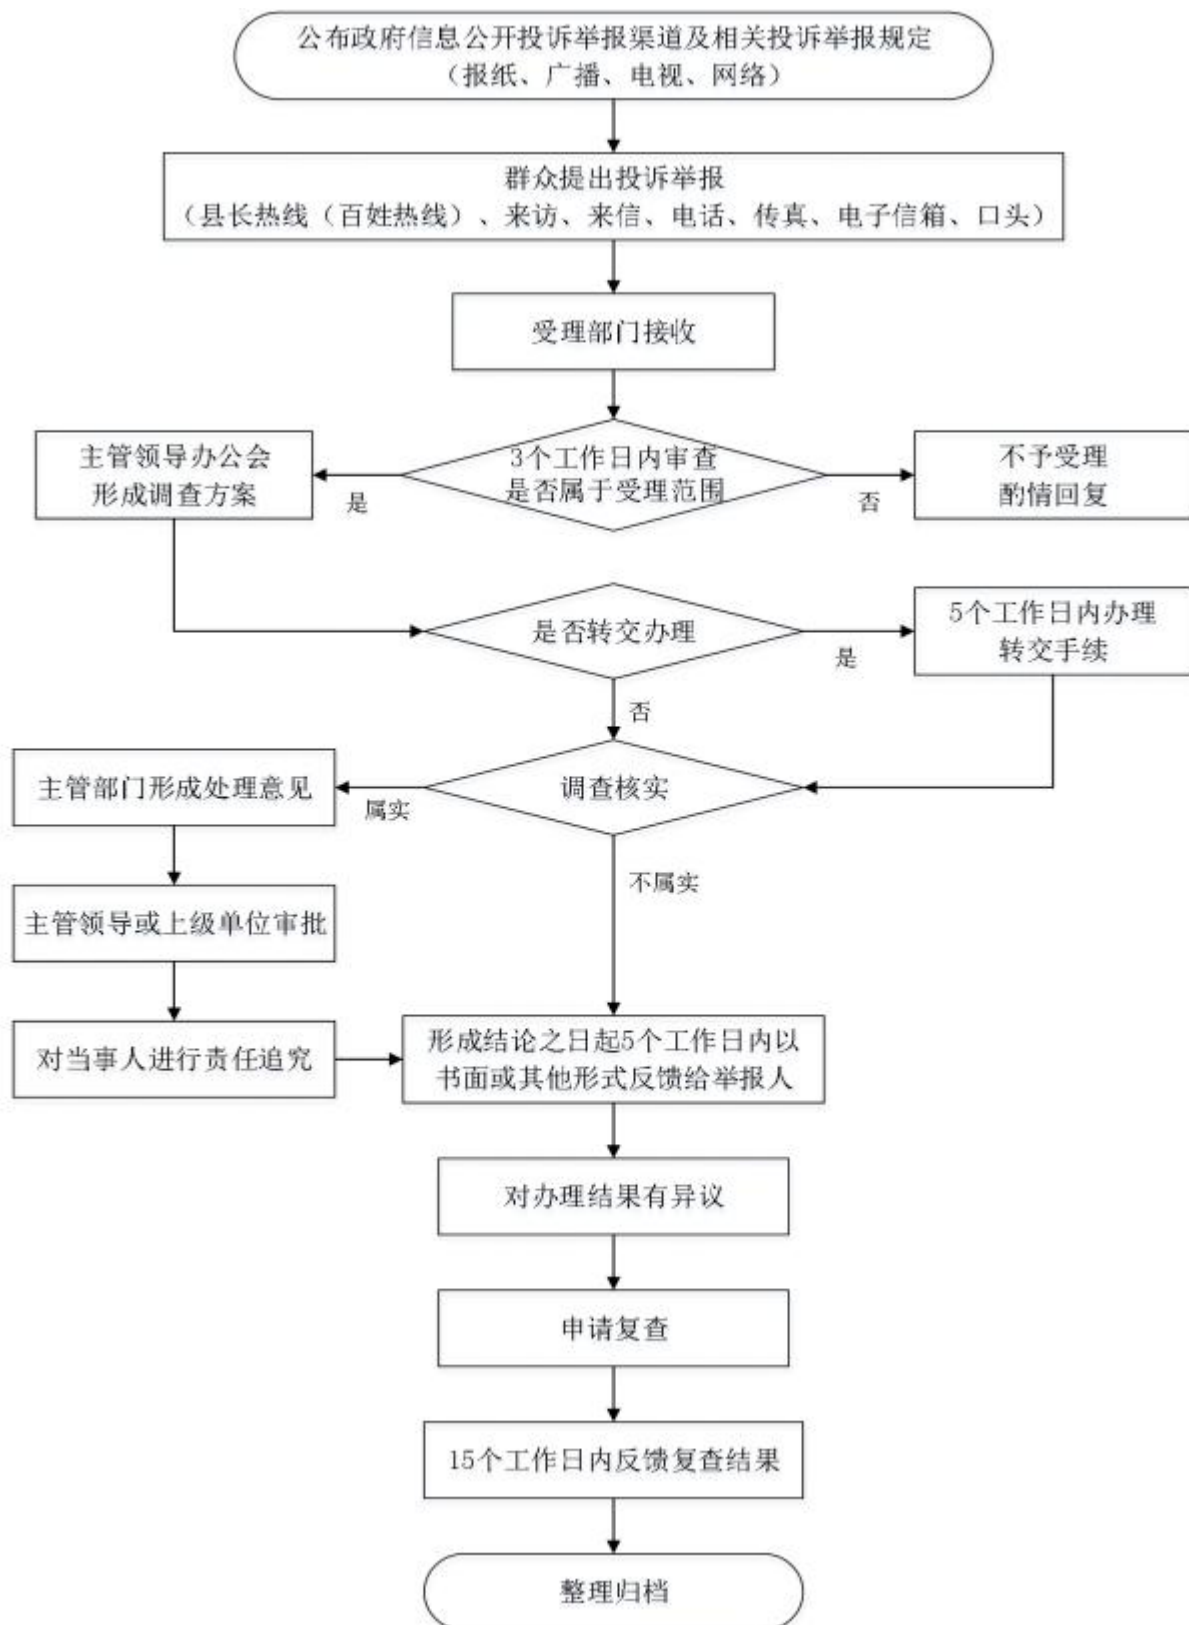 公布政府信息公开投诉举报渠道及相关投诉举报规定
（报纸、广播、电视、网络）
群众提出投诉举报
（县长热线（百姓热线）、来访、来信、电话、传真、电子信箱、口头）
受理部门接收
主管领导办公会
形成调查方案
是
3个工作日内审查
是否属于受理范围
否
不予受理
酌情回复
是否转交办理
是
5个工作日内办理
转交手续
否
主管部门形成处理意见
属实
调查核实
不属实
主管领导或上级单位审批
对当事人进行责任追究
形成结论之日起5个工作日内以
书面或其他形式反馈给举报人
对办理结果有异议
申请复查
15个工作日内反馈复查结果
整理归档